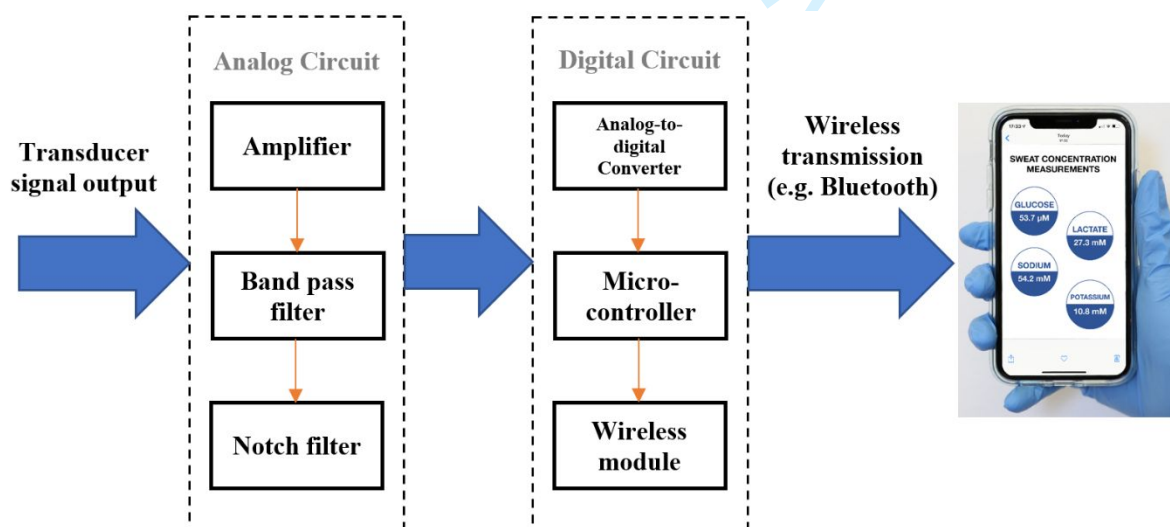 Transducer
signal output
Analog Circuit
Amplifier
Band pass
filter
Notch filter
Digital Circuit
Analog-to-
digital
Converter
Micro-
controller
Wireless
module
Wireless
transmission
(e.g. Bluetooth)
Today
SWEAT CONCENTRATION
MEASUREMENTS
GLUCOSE
53.7 µM
LACTATE
27.3 mM
SODIUM
54.2 mM
POTASSIUM
10.8 mM